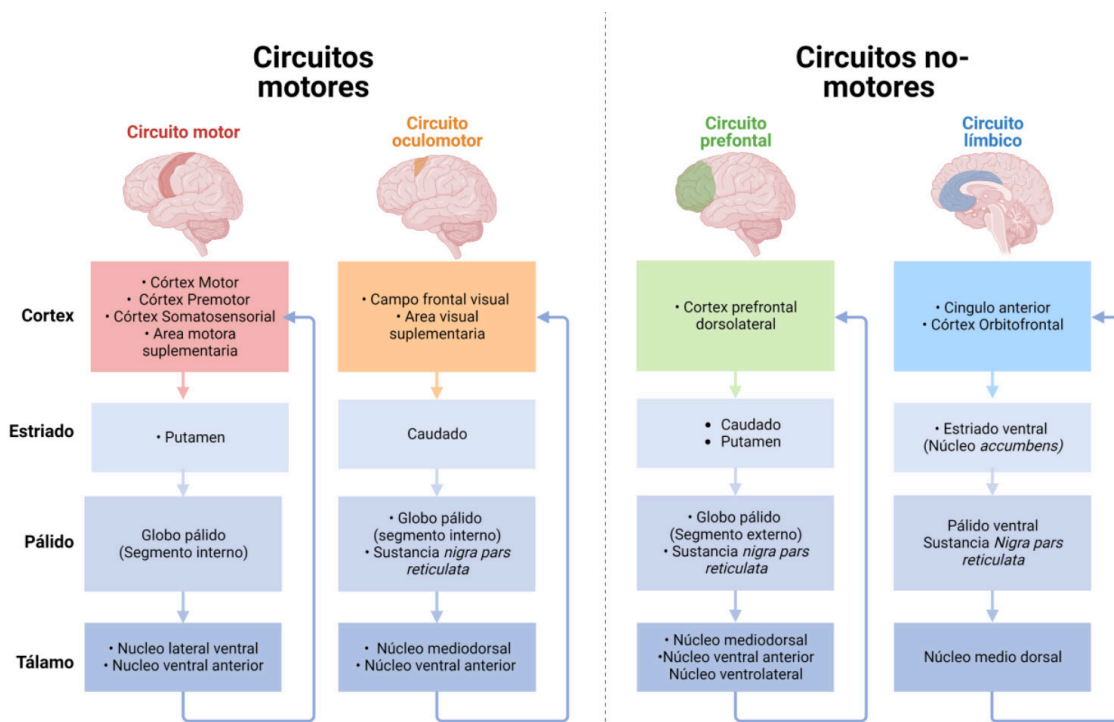 Circuitos
motores
Circuitos no-
motores
Circuito motor
Circuito
oculomotor
Circuito
prefontal
Circuito
límbico
Cortex
• Córtex Motor
• Córtex Premotor
• Córtex Somatosensorial
• Area motora
suplementaria
• Campo frontal visual
• Area visual
suplementaria
• Cortex prefrontal
dorsolateral
• Cingulo anterior
• Córtex Orbitofrontal
Estriado
• Putamen
Caudado
• Caudado
• Putamen
• Estriado ventral
(Núcleo accumbens)
Pálido
Globo pálido
(Segmento interno)
• Globo pálido
(segmento interno)
• Sustancia nigra pars
reticulata
• Globo pálido
(Segmento externo)
• Sustancia nigra pars
reticulata
Pálido ventral
Sustancia Nigra pars
reticulata
Tálamo
• Nucleo lateral ventral
• Nucleo ventral anterior
• Núcleo mediodorsal
• Núcleo ventral anterior
• Núcleo mediodorsal
•Núcleo ventral anterior
Núcleo ventrolateral
Núcleo medio dorsal